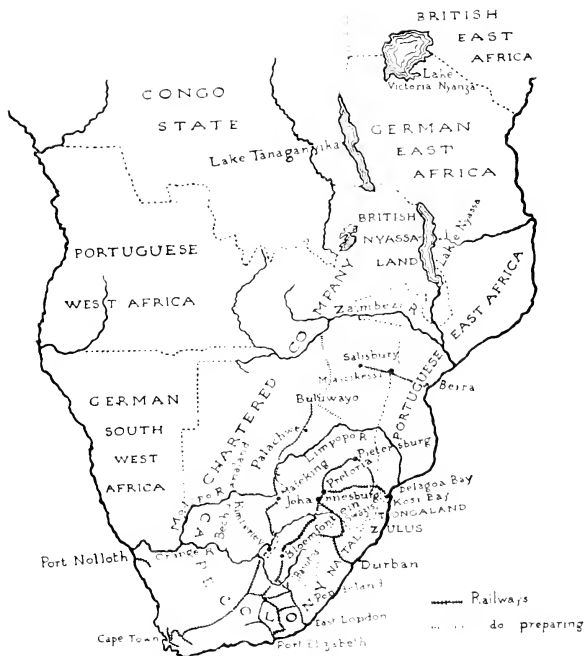 BRITISH
EAST
AFRICA
Lake
Victoria Nyanza
CONGO
STATE
GERMAN
EAST
AFRICA
Lake Tanaganyika
BRITISH
NYASSA
LAND
Lake Nyassa
PORTUGUESE
WEST AFRICA
CHARTERED COMPANY
Zambezi R
PORTUGUESE EAST AFRICA
Salisbury
Beira
Buluwayo
GERMAN
SOUTH
WEST
AFRICA
Palachwe
Limpopo R
Pietersburg
Mafeking
Pretoria
Johannesburg
Delagoa Bay
Kosi Bay
TONGALAND
ZULUS
Kimberley
Bloemfontein
NATAL
Durban
Port Nolloth
Orange R
CAPE COLONY
Pondoland
East London
Cape Town
Port Elzabeth
Railways
do preparing